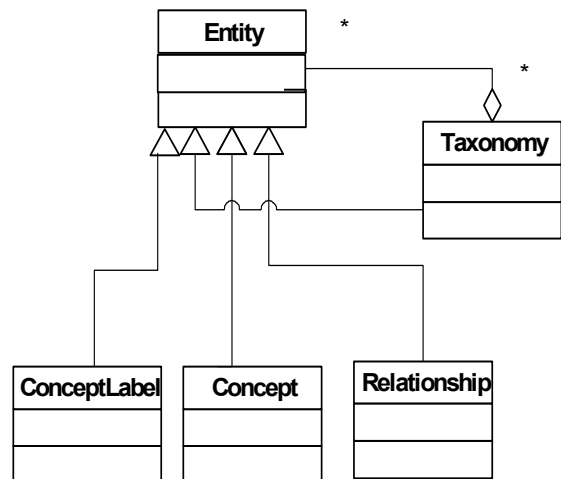 Entity
*
*
Taxonomy
ConceptLabel
Concept
Relationship